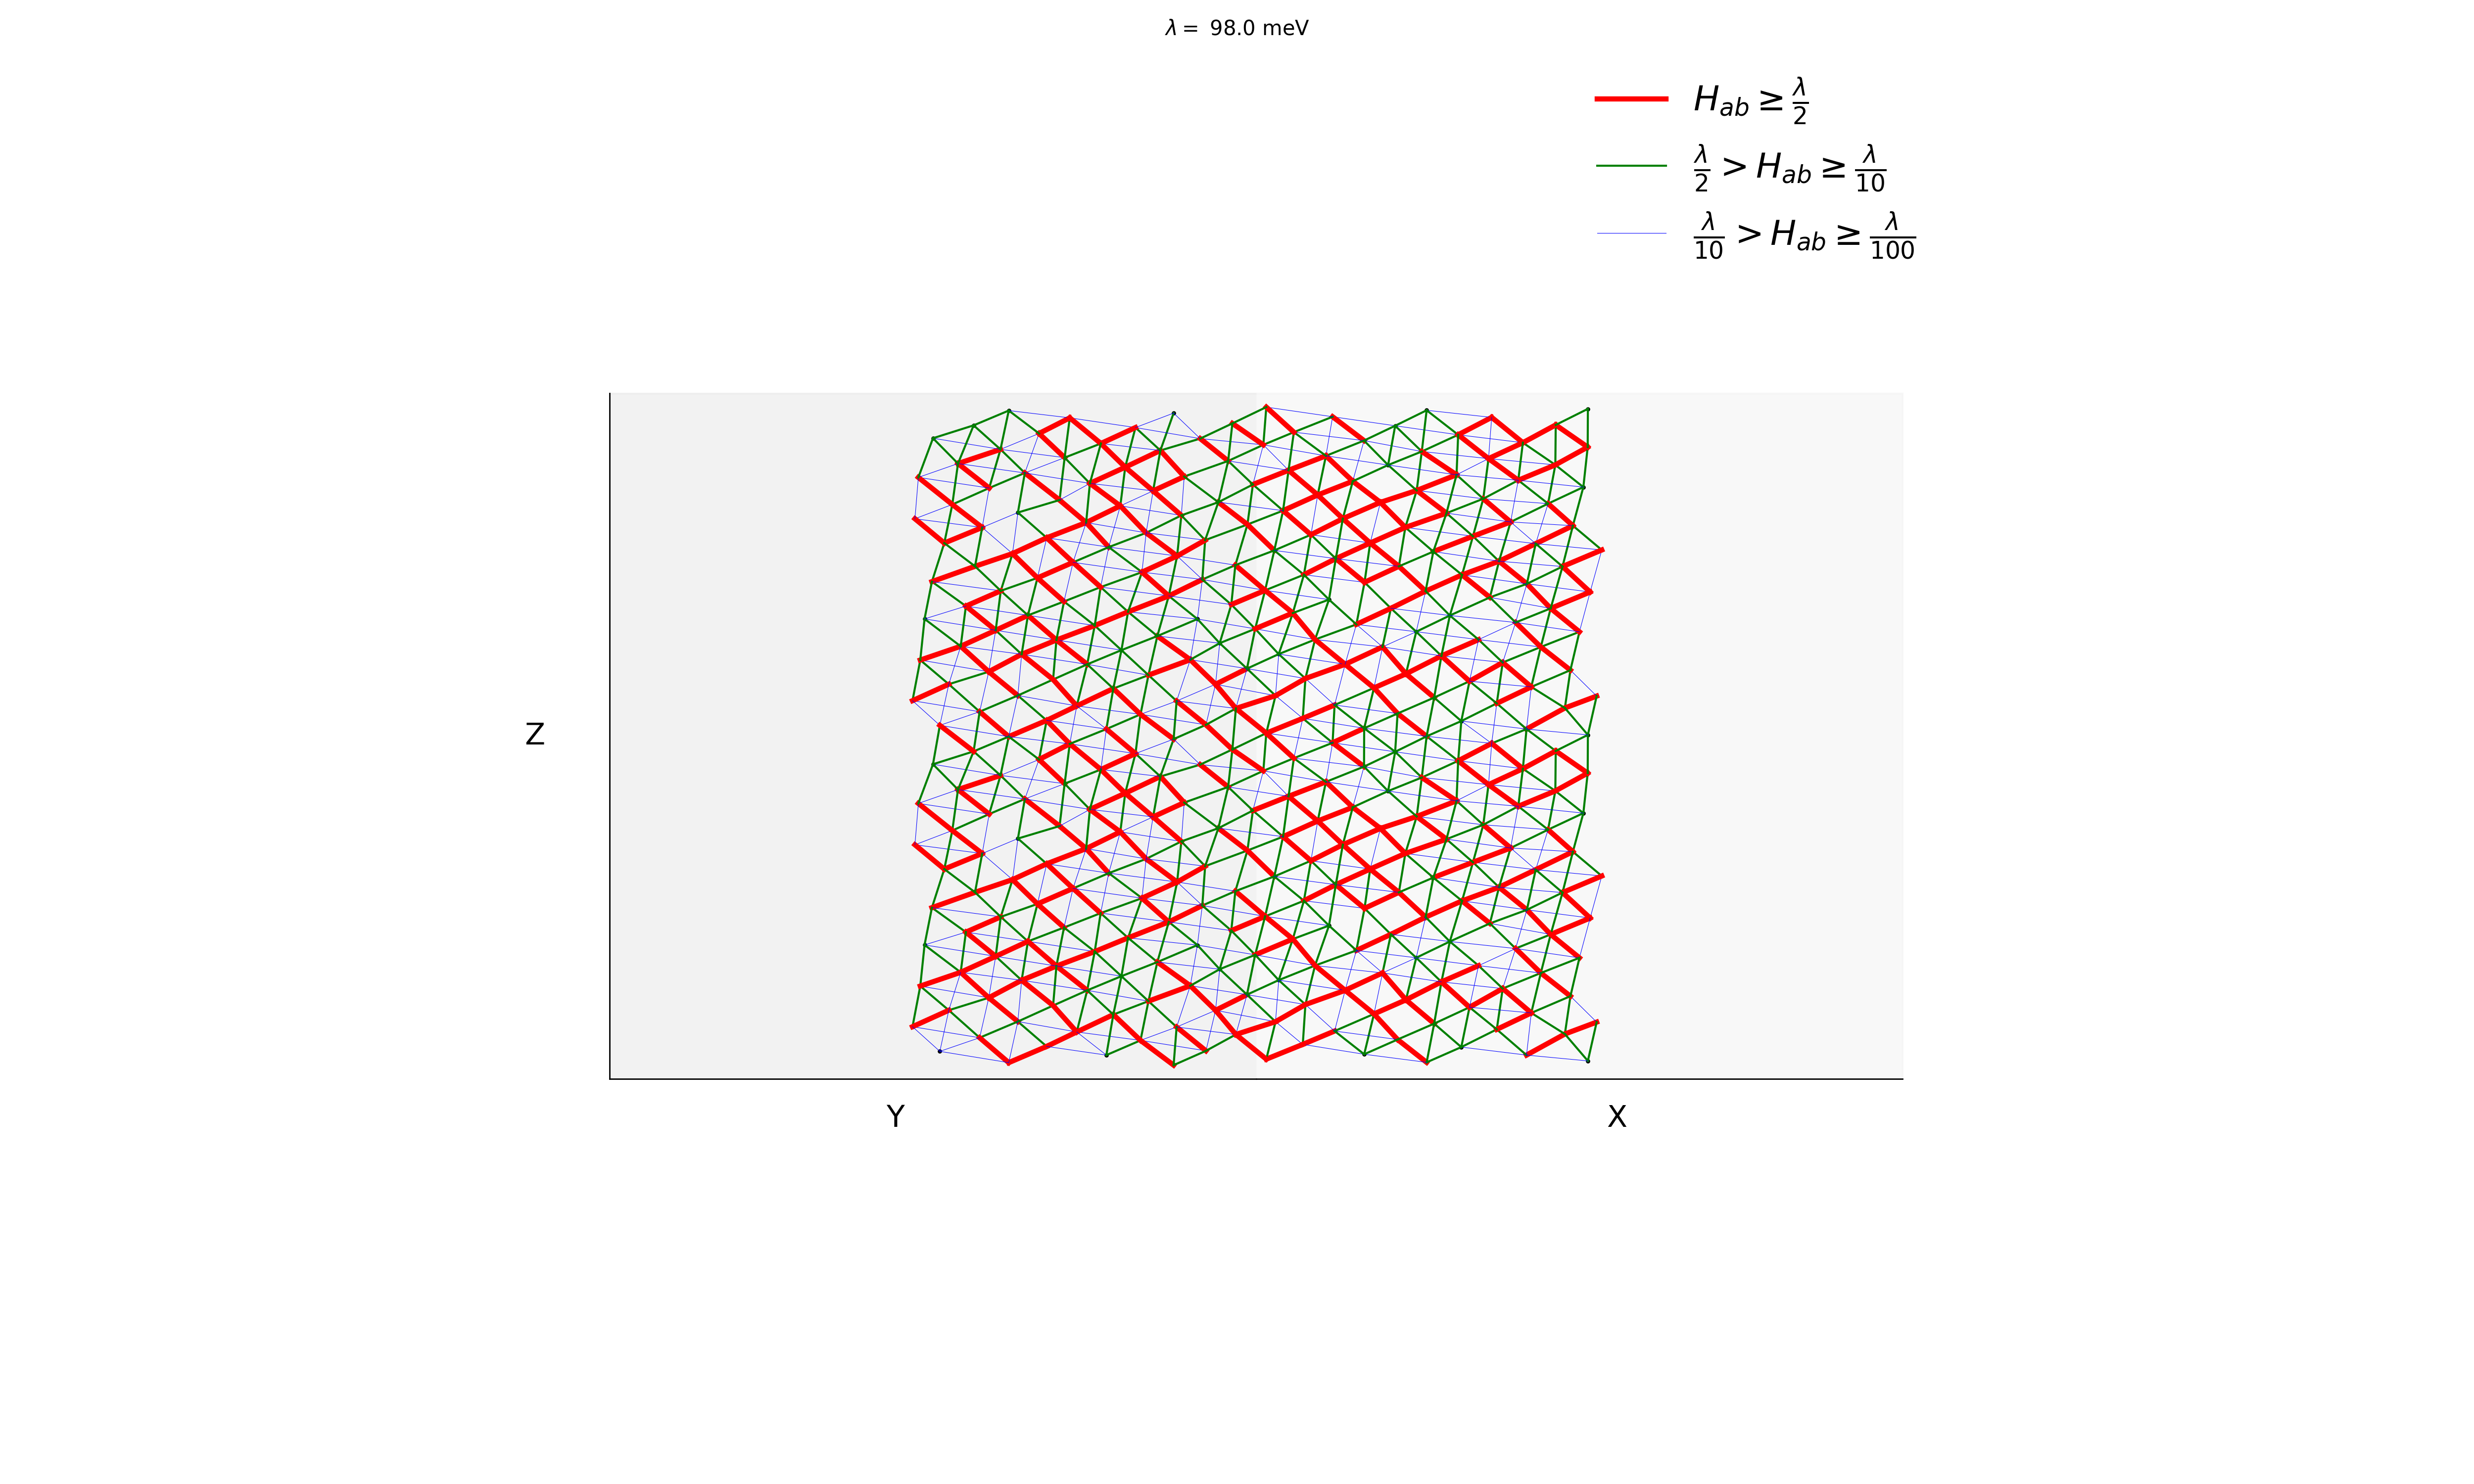 λ = 98.0 meV
H_ab ≥ λ/2
λ/2 > H_ab ≥ λ/10
λ/10 > H_ab ≥ λ/100
Z
Y X